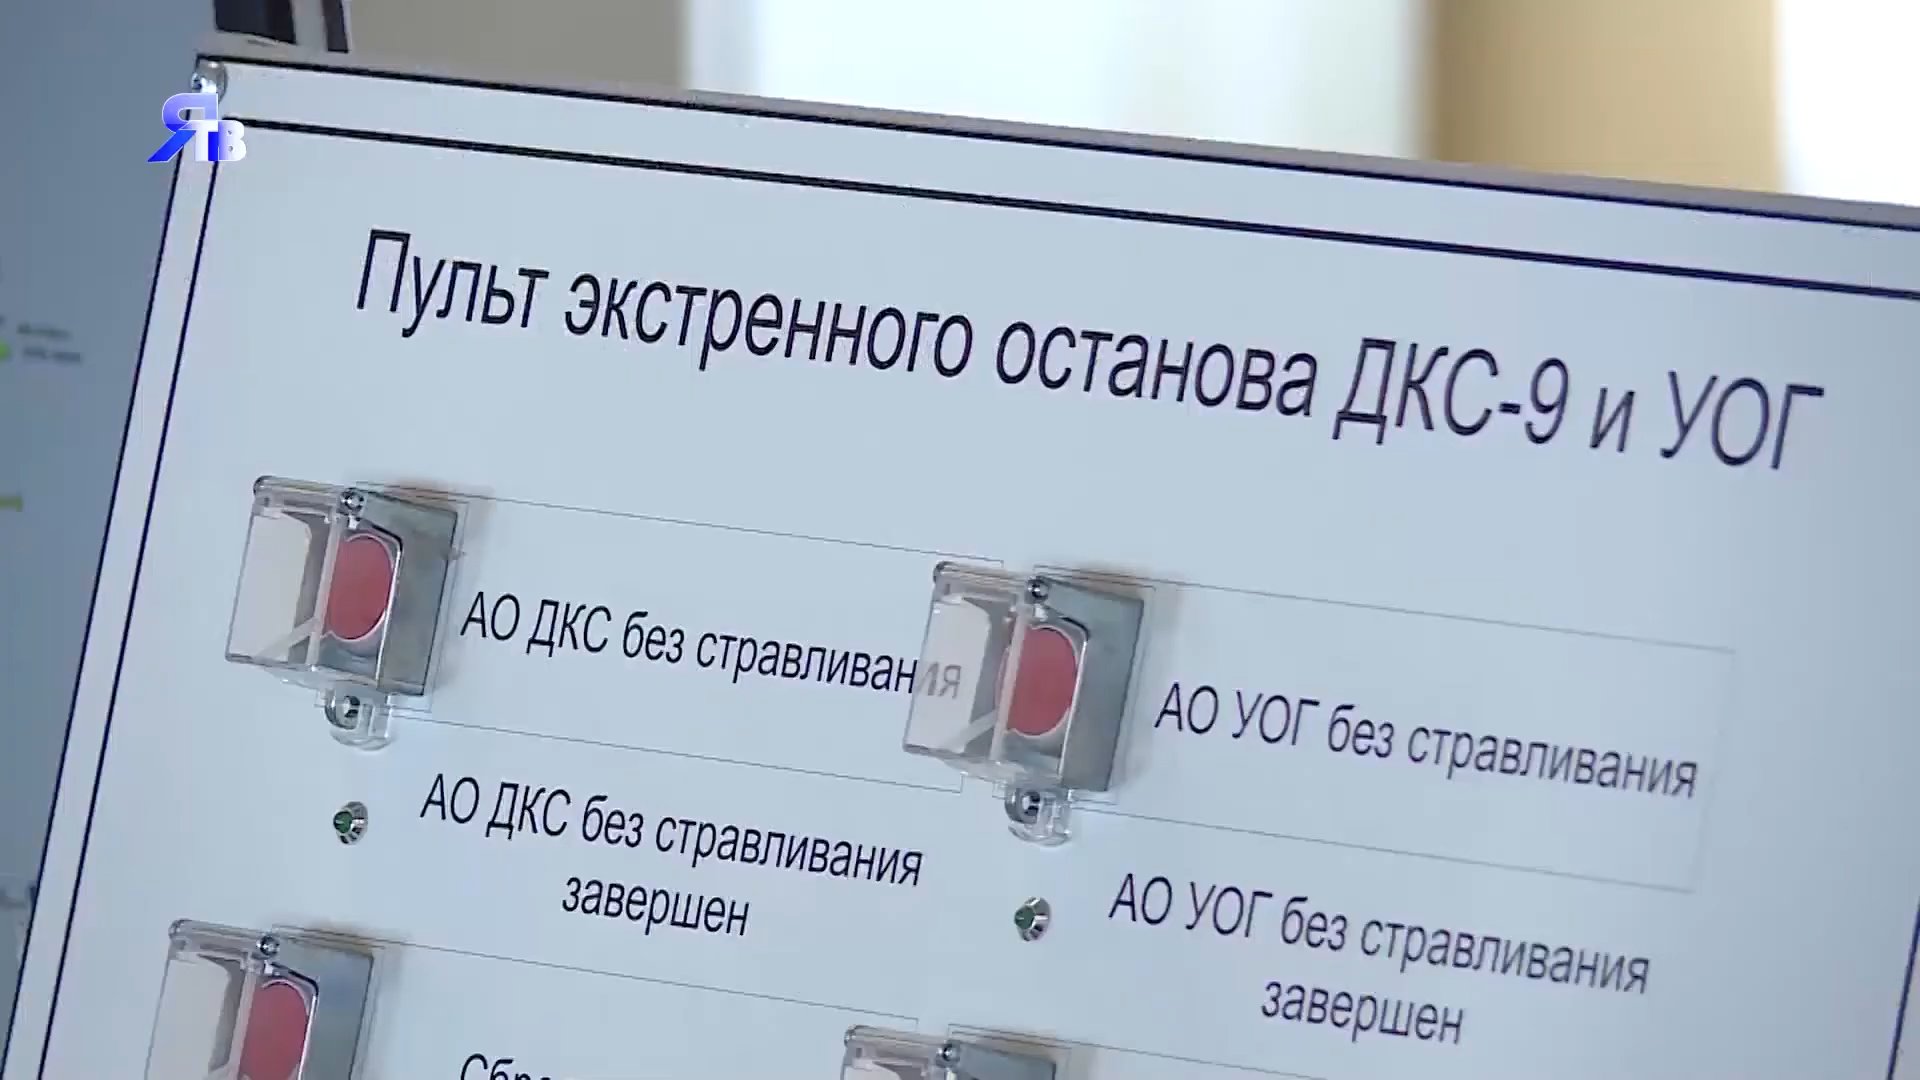 ЯТВ
Пульт экстренного останова ДКС-9 и УОГ
АО ДКС без стравливания
АО УОГ без стравливания
АО ДКС без стравливания
завершен
АО УОГ без стравливания
завершен